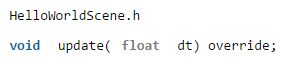 HelloWorldScene.h
void update( float dt) override;